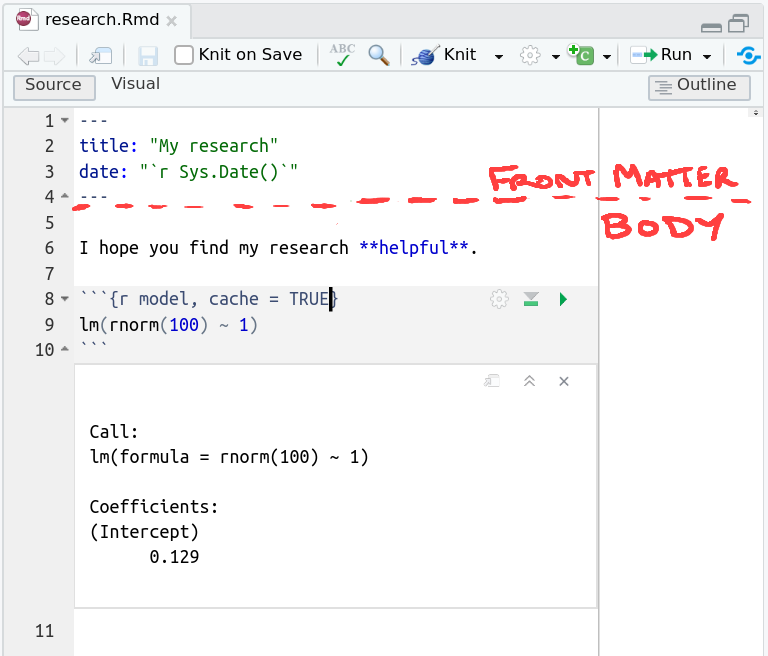 Rmd research.Rmd
Knit on Save ABC Knit C Run
Source Visual Outline
1 ---
2 title: "My research"
3 date: "`r Sys.Date()`"
FRONT MATTER
4 ---
BODY
5
6 I hope you find my research **helpful**.
7
8 ```{r model, cache = TRUE}
9 lm(rnorm(100) ~ 1)
10 ```
Call:
lm(formula = rnorm(100) ~ 1)
Coefficients:
(Intercept)
0.129
11